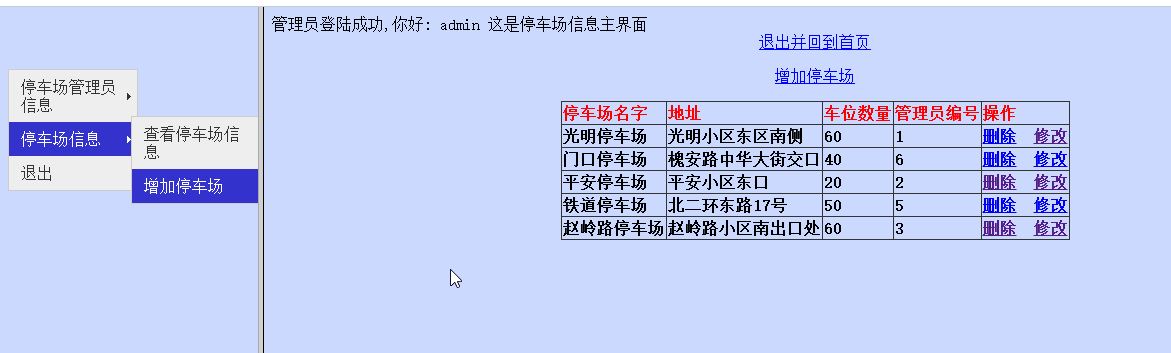 管理员登陆成功,你好: admin 这是停车场信息主界面
退出并回到首页
增加停车场
停车场管理员
信息
停车场信息
退出
查看停车场信
息
增加停车场
停车场名字 地址 车位数量 管理员编号 操作
光明停车场 光明小区东区南侧 60 1 删除 修改
门口停车场 槐安路中华大街交口 40 6 删除 修改
平安停车场 平安小区东口 20 2 删除 修改
铁道停车场 北二环东路17号 50 5 删除 修改
赵岭路停车场 赵岭路小区南出口处 60 3 删除 修改